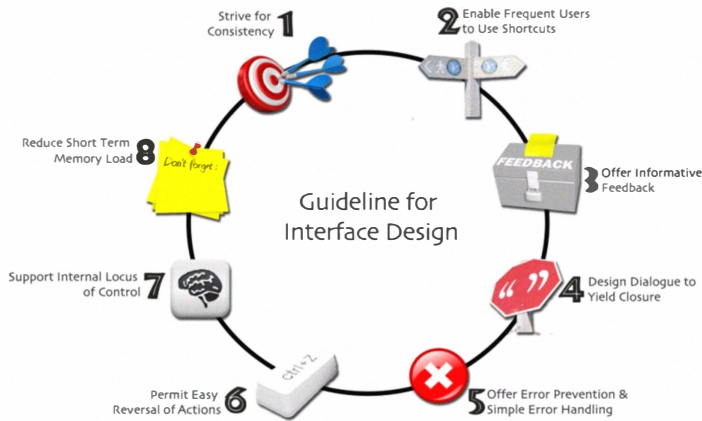 Strive for
Consistency
1
2
Enable Frequent Users
to Use Shortcuts
FEEDBACK
3
Offer Informative
Feedback
“ ”
4
Design Dialogue to
Yield Closure
5
Offer Error Prevention &
Simple Error Handling
ctrl+Z
6
Permit Easy
Reversal of Actions
7
Support Internal Locus
of Control
8
Reduce Short Term
Memory Load
Don't forget:
Guideline for
Interface Design